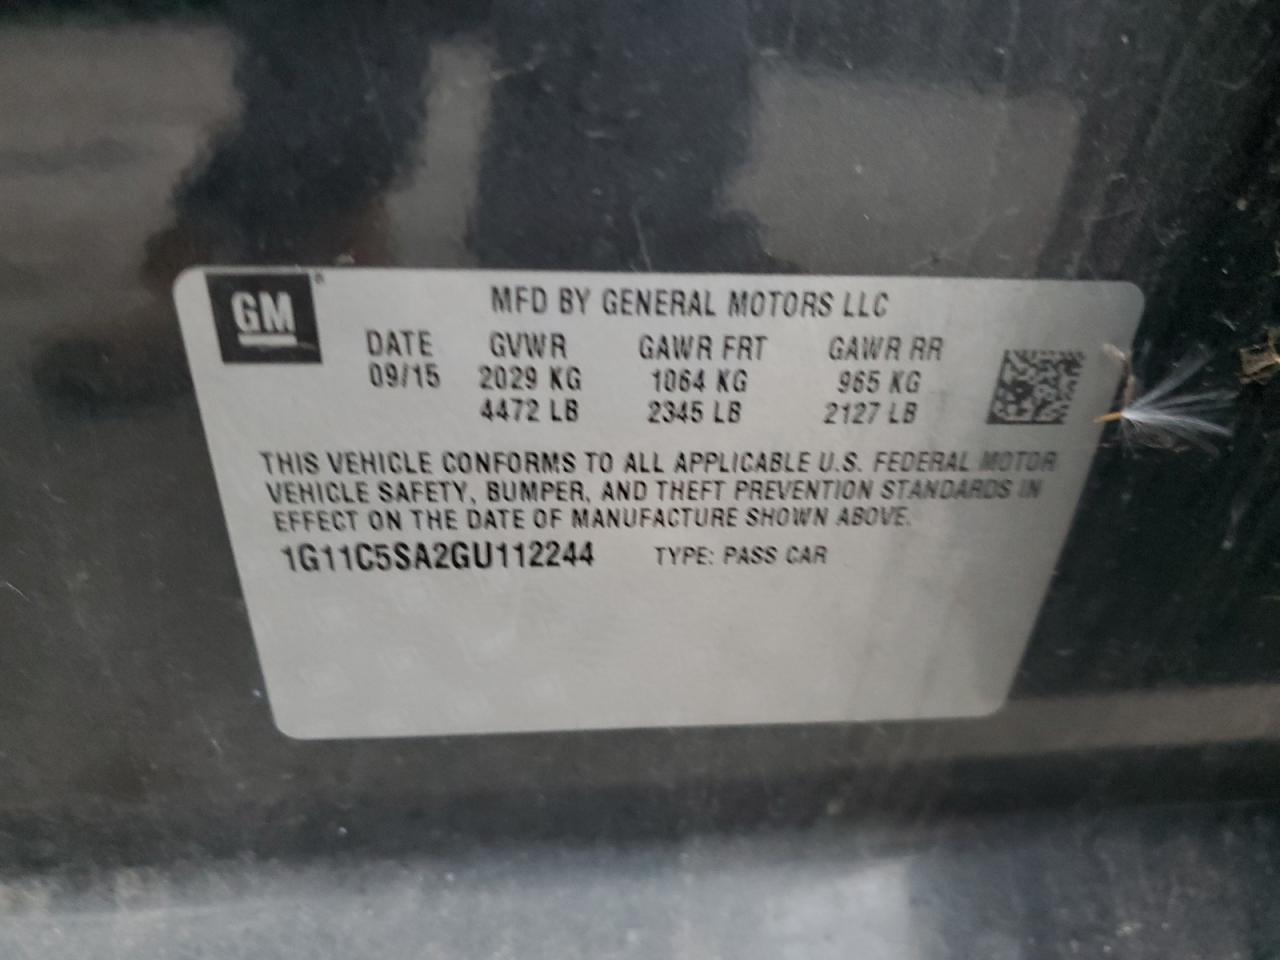 GM®
MFD BY GENERAL MOTORS LLC
DATE GVWR GAWR FRT GAWR RR
09/15 2029 KG 1064 KG 965 KG
4472 LB 2345 LB 2127 LB
THIS VEHICLE CONFORMS TO ALL APPLICABLE U.S. FEDERAL MOTOR
VEHICLE SAFETY, BUMPER, AND THEFT PREVENTION STANDARDS IN
EFFECT ON THE DATE OF MANUFACTURE SHOWN ABOVE.
1G11C5SA2GU112244 TYPE: PASS CAR